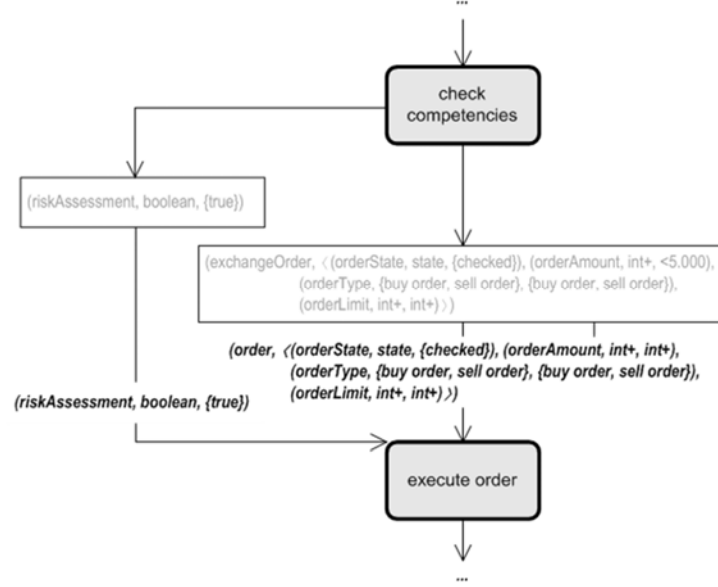 ...
check
competencies
(riskAssessment, boolean, {true})
(exchangeOrder, ⟨ (orderState, state, {checked}), (orderAmount, int+, <5.000),
(orderType, {buy order, sell order}, {buy order, sell order}),
(orderLimit, int+, int+) ⟩ )
(order, ⟨(orderState, state, {checked}), (orderAmount, int+, int+),
(orderType, {buy order, sell order}, {buy order, sell order}),
(orderLimit, int+, int+) ⟩)
(riskAssessment, boolean, {true})
execute order
...